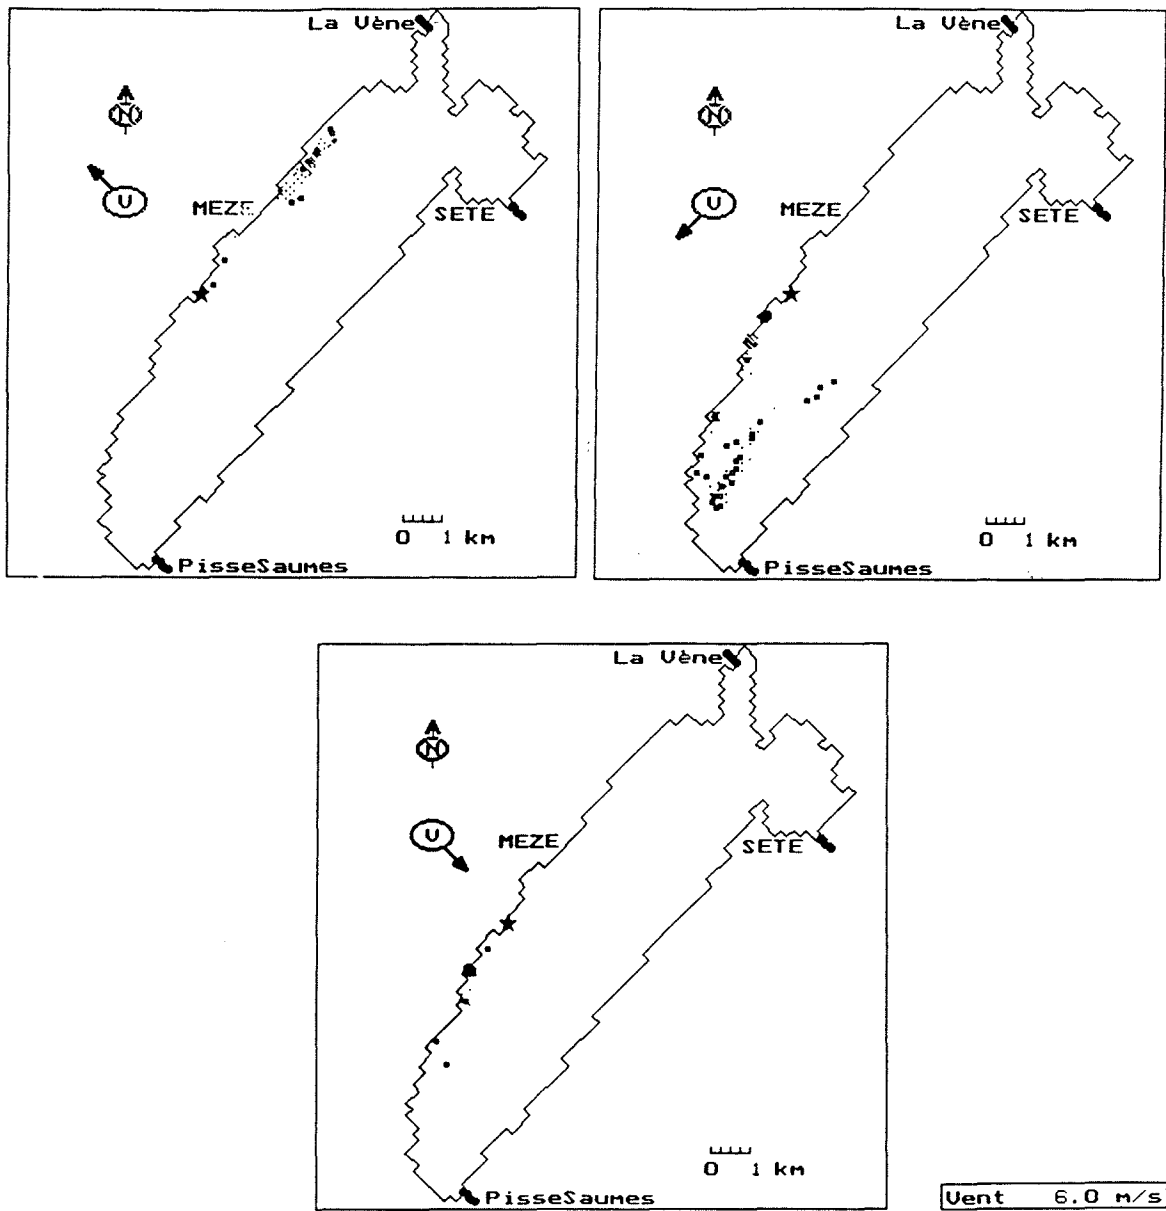 La Vène
N
V
MEZE
SETE
0 1 km
PisseSaumes
La Vène
N
V
MEZE
SETE
0 1 km
PisseSaumes
La Vène
N
V
MEZE
SETE
0 1 km
PisseSaumes
Vent 6.0 m/s